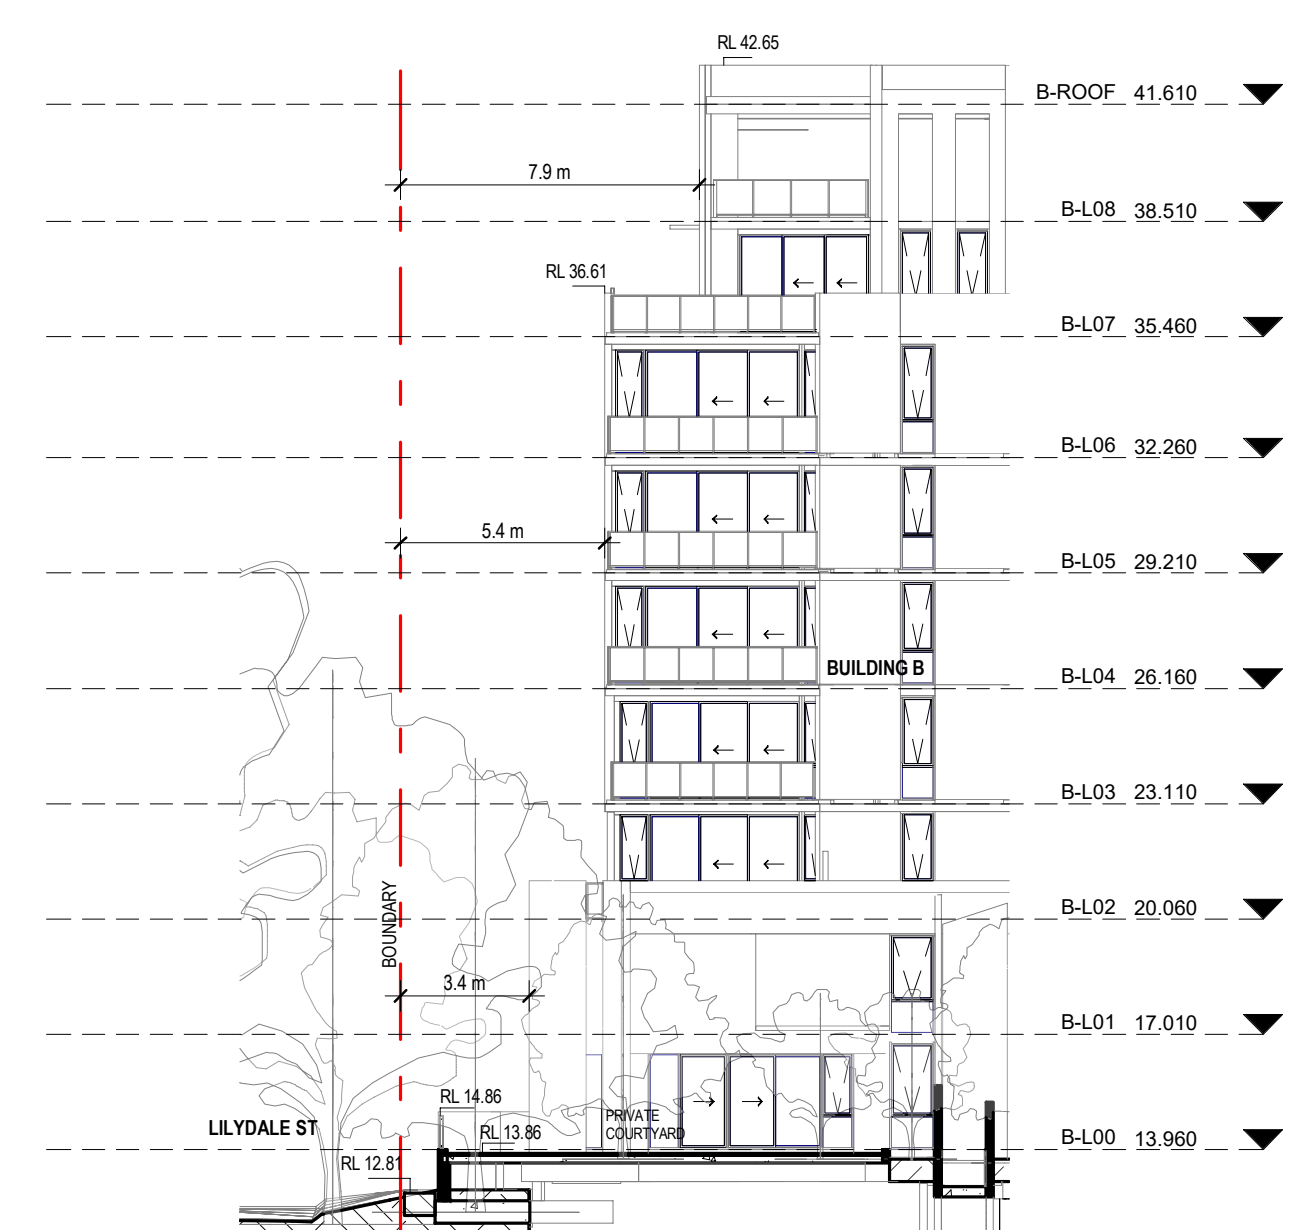 RL 42.65
B-ROOF 41.610
7.9 m
B-L08 38.510
RL 36.61
B-L07 35.460
B-L06 32.260
5.4 m
B-L05 29.210
BUILDING B
B-L04 26.160
B-L03 23.110
BOUNDARY
B-L02 20.060
3.4 m
B-L01 17.010
RL 14.86
PRIVATE
COURTYARD
LILYDALE ST
RL 13.86
B-L00 13.960
RL 12.81